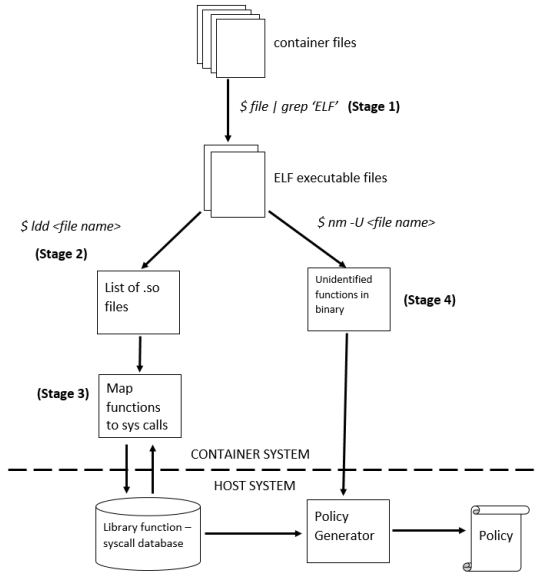 container files
$ file | grep ‘ELF’ (Stage 1)
ELF executable files
$ ldd <file name>
$ nm -U <file name>
(Stage 2)
List of .so
files
Unidentified
functions in
binary
(Stage 4)
(Stage 3)
Map
functions
to sys calls
CONTAINER SYSTEM
HOST SYSTEM
Library function –
syscall database
Policy
Generator
Policy